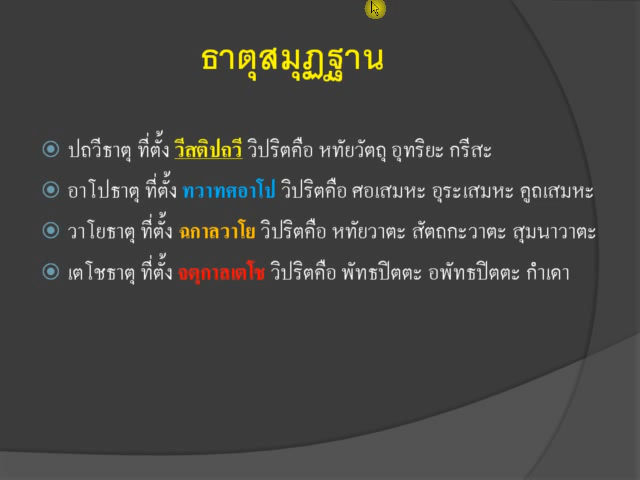 ธาตุสมุฏฐาน
ปถวีธาตุ ที่ตั้ง วีสติปถวี วิปริตคือ หทัยวัตถุ อุทริยะ กรีสะ
อาโปธาตุ ที่ตั้ง ทวาทศอาโป วิปริตคือ ศอเสมหะ อุระเสมหะ คูถเสมหะ
วาโยธาตุ ที่ตั้ง ฉกาลวาโย วิปริตคือ หทัยวาตะ สัตถกะวาตะ สุมนาวาตะ
เตโชธาตุ ที่ตั้ง จตุกาลเตโช วิปริตคือ พัทธปิตตะ อพัทธปิตตะ กำเดา